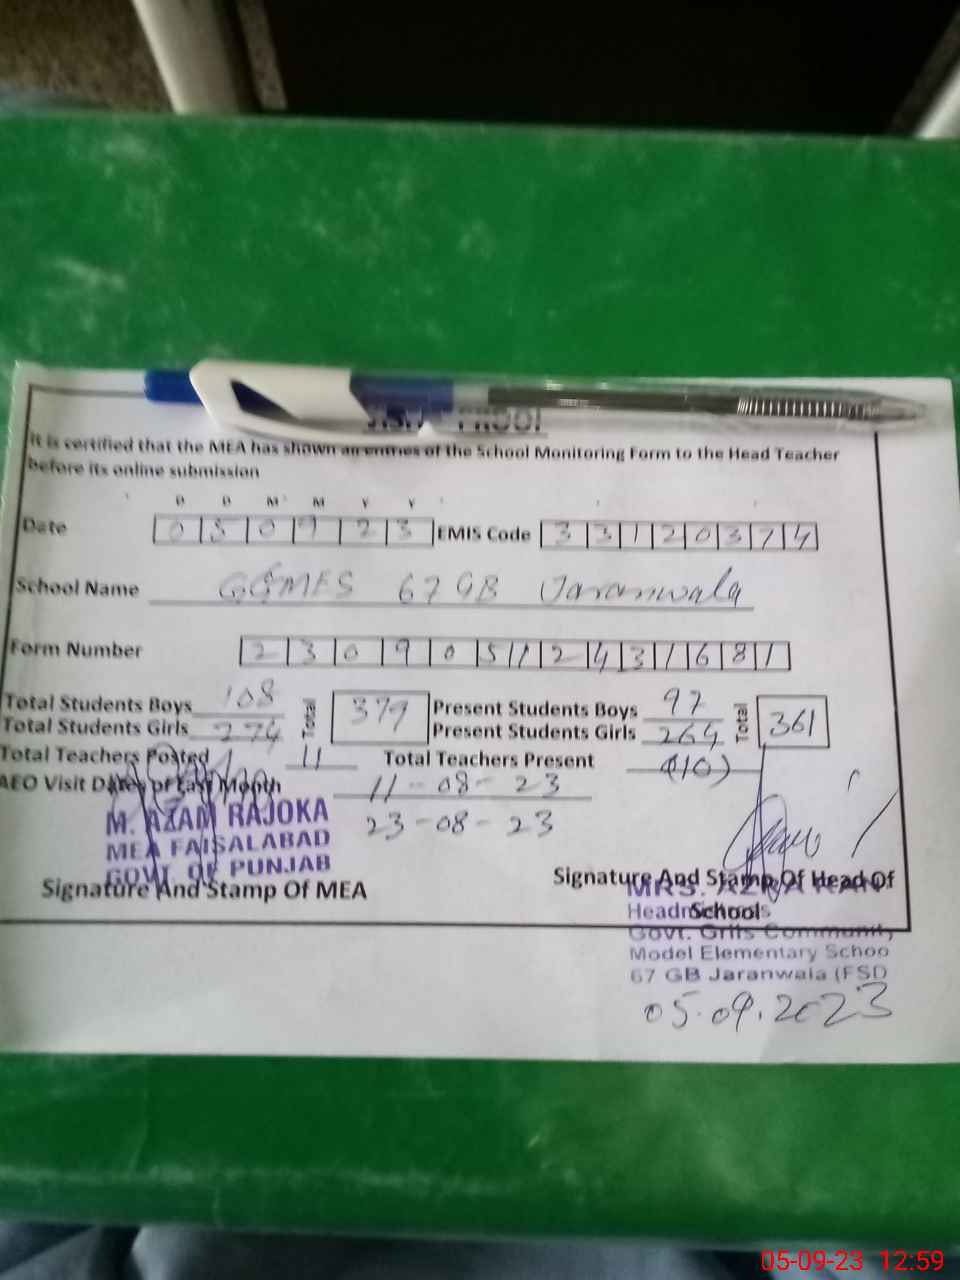 VISIT PROOF
It is certified that the MEA has shown all entries of the School Monitoring Form to the Head Teacher
before its online submission
D D M M Y Y
Date 0 5 0 9 2 3 EMIS Code 3 3 1 2 0 3 7 4
School Name GGMES 67 GB Jaranwala
Form Number 2 3 0 9 0 5 1 1 2 4 3 1 6 8 1
Total Students Boys 108 Total 379 Present Students Boys 97 Total 361
Total Students Girls 274 Present Students Girls 264
Total Teachers Posted 11 Total Teachers Present (10)
AEO Visit Dates of Last Month 11-08-23
23-08-23
M. AZAM RAJOKA
MEA FAISALABAD
GOVT. OF PUNJAB
Signature And Stamp Of MEA
Signature And Stamp Of Head Of
School
MRS.
Headmistress
Govt. Grils Community
Model Elementary Schoo
67 GB Jaranwala (FSD
05.09.2023
05-09-23 12:59